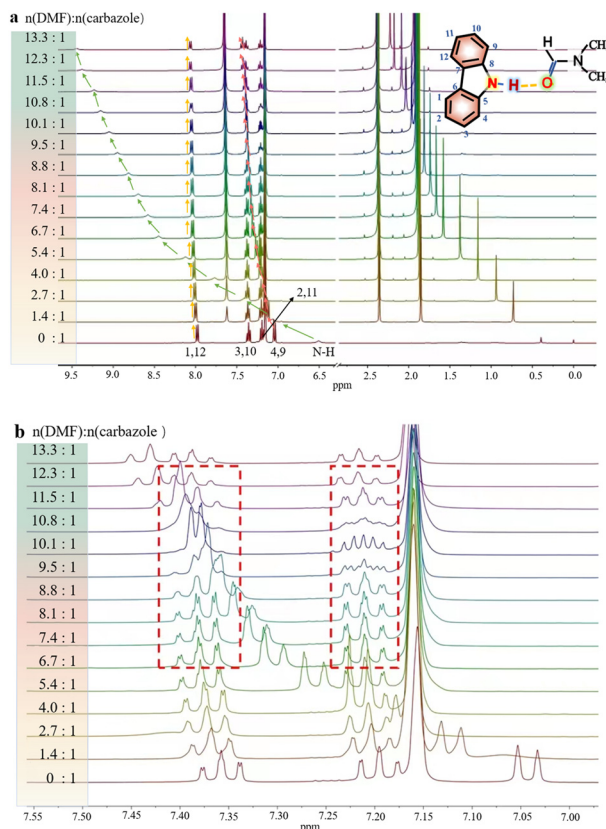 a n(DMF):n(carbazole)
13.3 : 1
12.3 : 1
11.5 : 1
10.8 : 1
10.1 : 1
9.5 : 1
8.8 : 1
8.1 : 1
7.4 : 1
6.7 : 1
5.4 : 1
4.0 : 1
2.7 : 1
1.4 : 1
0 : 1
10
11
9
12
8
7
H
CH
N
6
N
H
O
CH
1
5
2
4
3
2,11
1,12 3,10 4,9 N-H
9.5 9.0 8.5 8.0 7.5 7.0 6.5 2.5 2.0 1.5 1.0 0.5 0.0
ppm
b n(DMF):n(carbazole)
13.3 : 1
12.3 : 1
11.5 : 1
10.8 : 1
10.1 : 1
9.5 : 1
8.8 : 1
8.1 : 1
7.4 : 1
6.7 : 1
5.4 : 1
4.0 : 1
2.7 : 1
1.4 : 1
0 : 1
7.55 7.50 7.45 7.40 7.35 7.30 7.25 7.20 7.15 7.10 7.05 7.00
ppm